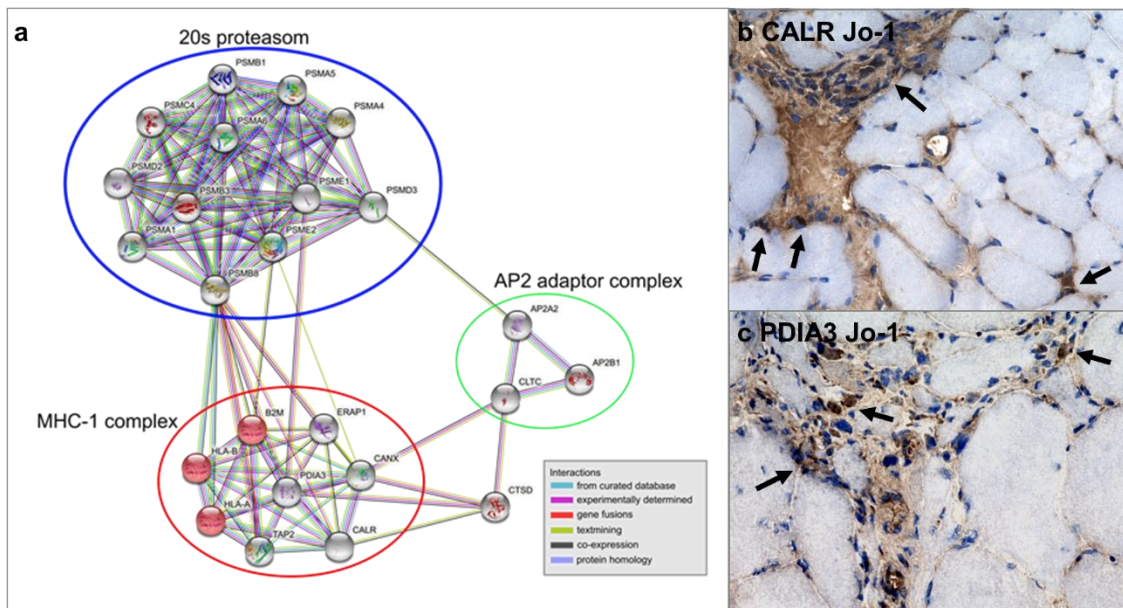 a
20s proteasom
PSMB1
PSMA5
PSMC4
PSMA4
PSMA6
PSMD2
PSME1
PSMD3
PSMB3
PSMA1
PSME2
PSMB8
AP2 adaptor complex
AP2A2
AP2B1
CLTC
MHC-1 complex
B2M
ERAP1
HLA-B
CANX
PDIA3
HLA-A
CTSD
TAP2
CALR
Interactions
from curated database
experimentally determined
gene fusions
textmining
co-expression
protein homology
b CALR Jo-1
c PDIA3 Jo-1